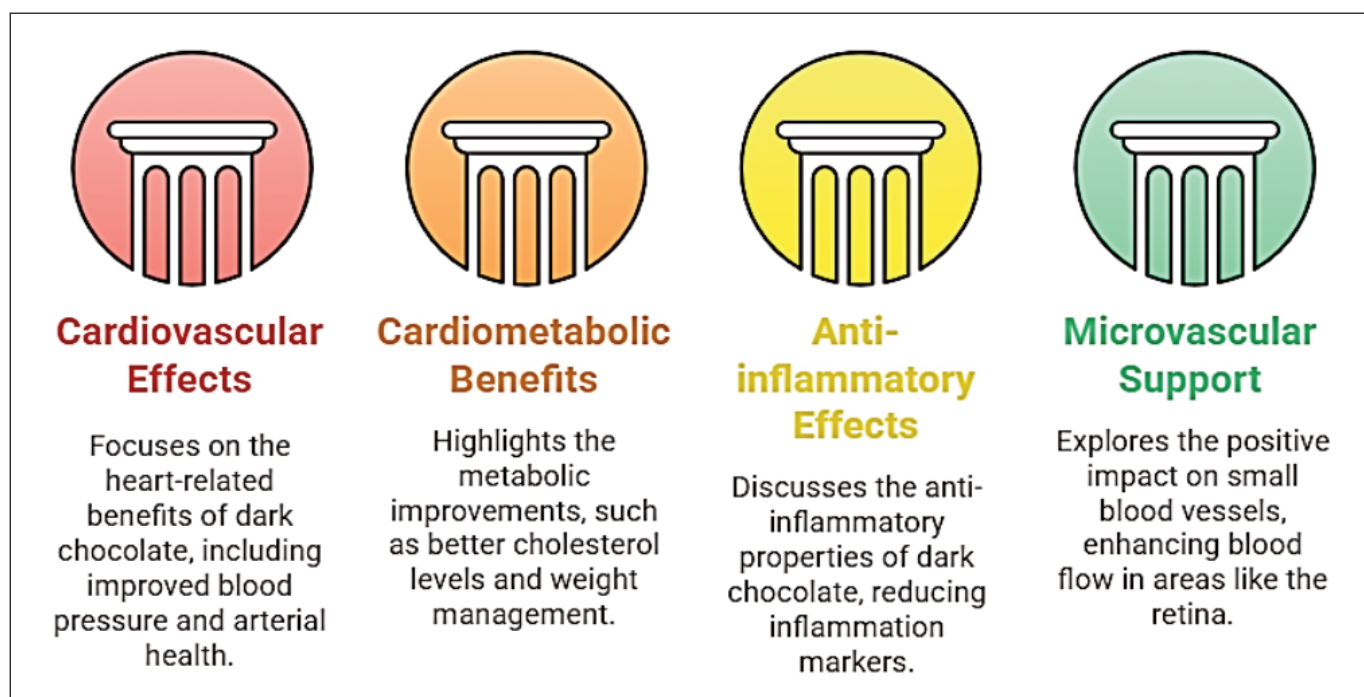 Cardiovascular
Effects
Focuses on the
heart-related
benefits of dark
chocolate, including
improved blood
pressure and arterial
health.
Cardiometabolic
Benefits
Highlights the
metabolic
improvements, such
as better cholesterol
levels and weight
management.
Anti-
inflammatory
Effects
Discusses the anti-
inflammatory
properties of dark
chocolate, reducing
inflammation
markers.
Microvascular
Support
Explores the positive
impact on small
blood vessels,
enhancing blood
flow in areas like the
retina.